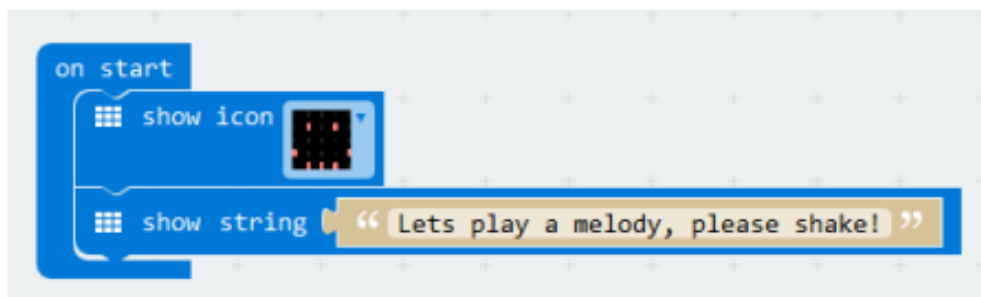 on start
show icon
show string “ Lets play a melody, please shake! ”